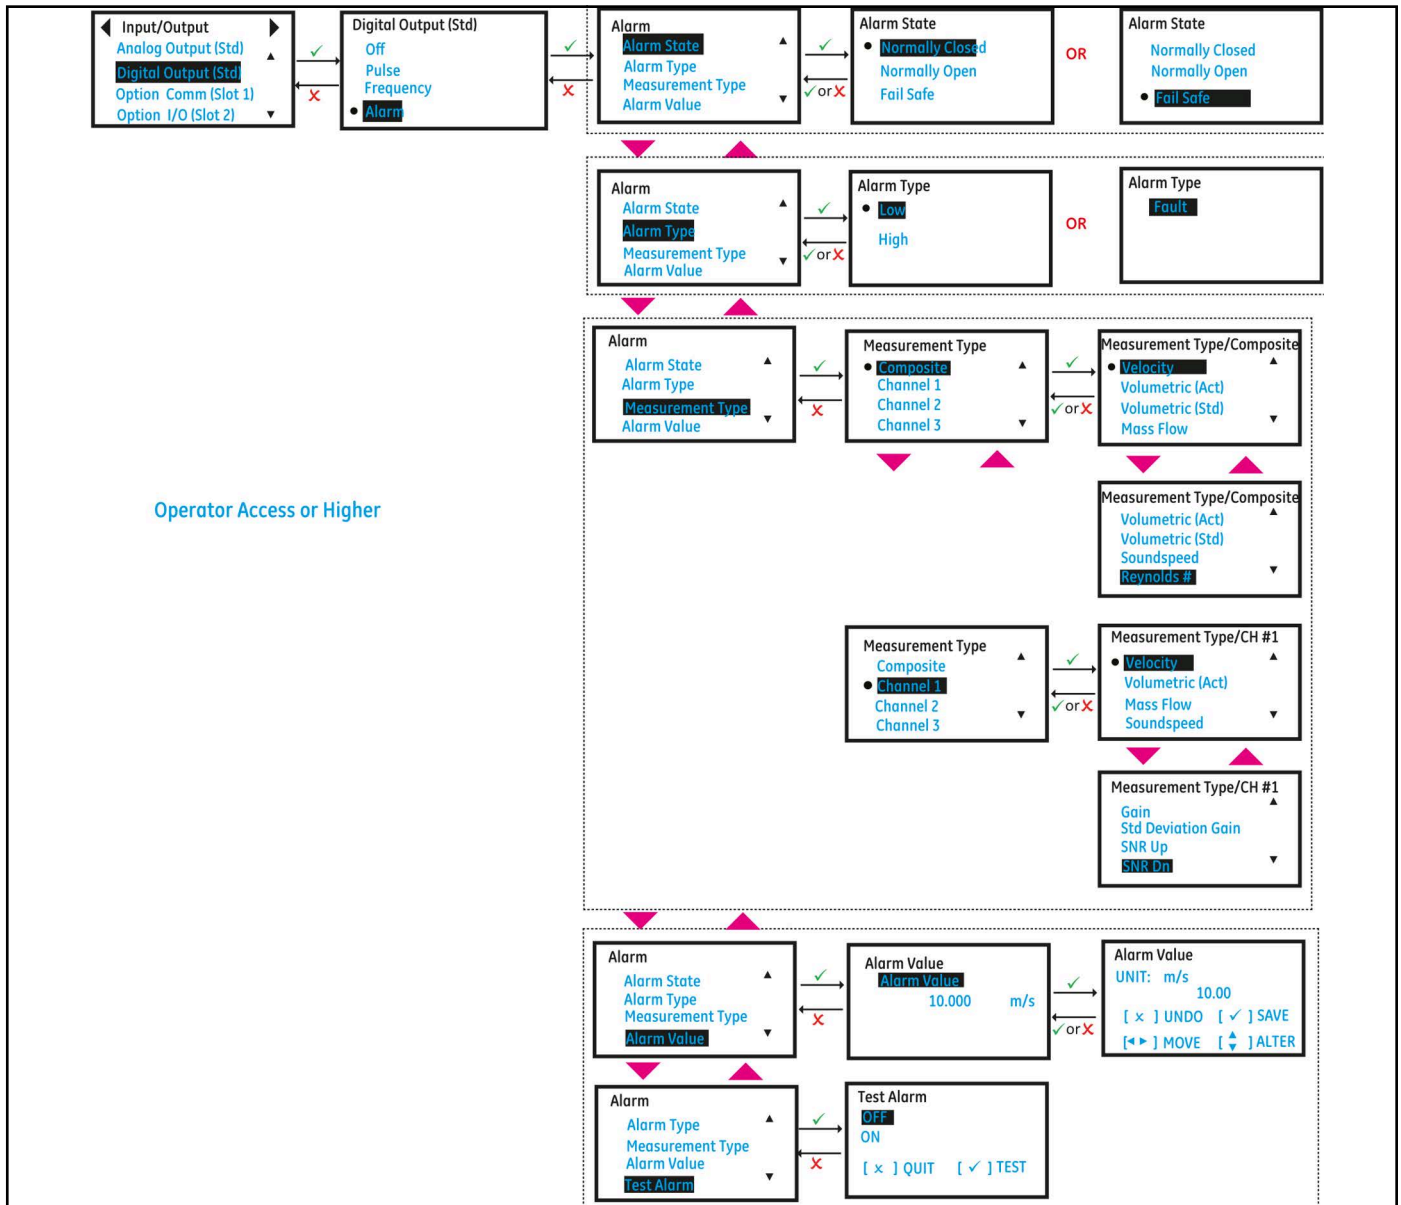 Input/Output
Analog Output (Std)
Digital Output (Std)
Option Comm (Slot 1)
Option I/O (Slot 2)
✓
✗
Digital Output (Std)
Off
Pulse
Frequency
Alarm
✓
✗
Alarm
Alarm State
Alarm Type
Measurement Type
Alarm Value
✓
✓or✗
Alarm State
Normally Closed
Normally Open
Fail Safe
OR
Alarm State
Normally Closed
Normally Open
Fail Safe
Alarm
Alarm State
Alarm Type
Measurement Type
Alarm Value
✓
✓or✗
Alarm Type
Low
High
OR
Alarm Type
Fault
Alarm
Alarm State
Alarm Type
Measurement Type
Alarm Value
✓
✗
Measurement Type
Composite
Channel 1
Channel 2
Channel 3
✓
✓or✗
Measurement Type/Composite
Velocity
Volumetric (Act)
Volumetric (Std)
Mass Flow
Measurement Type/Composite
Volumetric (Act)
Volumetric (Std)
Soundspeed
Reynolds #
Operator Access or Higher
Measurement Type
Composite
Channel 1
Channel 2
Channel 3
✓
✓or✗
Measurement Type/CH #1
Velocity
Volumetric (Act)
Mass Flow
Soundspeed
Measurement Type/CH #1
Gain
Std Deviation Gain
SNR Up
SNR Dn
Alarm
Alarm State
Alarm Type
Measurement Type
Alarm Value
✓
✗
Alarm Value
Alarm Value
10.000 m/s
✓
✓or✗
Alarm Value
UNIT: m/s
10.00
[ x ] UNDO [ ✓ ] SAVE
[◄ ►] MOVE [ ▲▼ ] ALTER
Alarm
Alarm Type
Measurement Type
Alarm Value
Test Alarm
✓
✗
Test Alarm
OFF
ON
[ x ] QUIT [ ✓ ] TEST